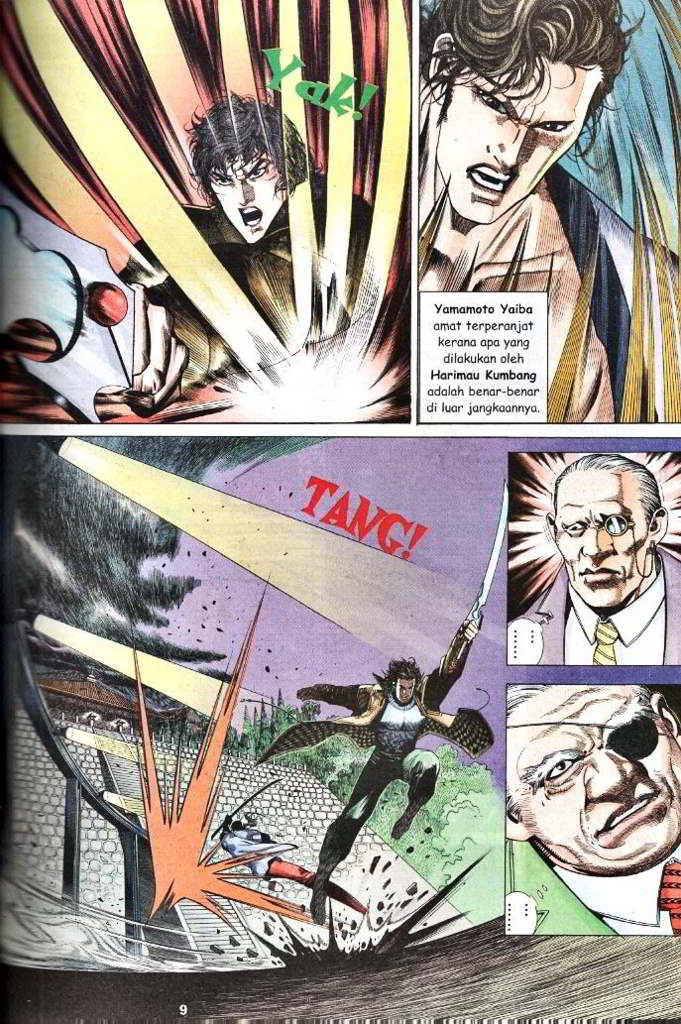 Yak!
Yamamoto Yaiba
amat terperanjat
kerana apa yang
dilakukan oleh
Harimau Kumbang
adalah benar-benar
di luar jangkaannya.
TANG!
......
......
9